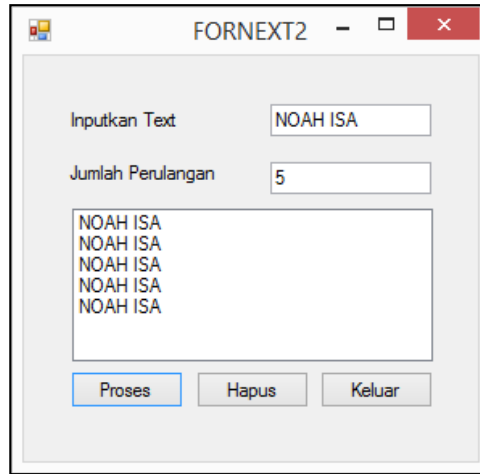 FORNEXT2
Inputkan Text NOAH ISA
Jumlah Perulangan 5
NOAH ISA
NOAH ISA
NOAH ISA
NOAH ISA
NOAH ISA
Proses Hapus Keluar